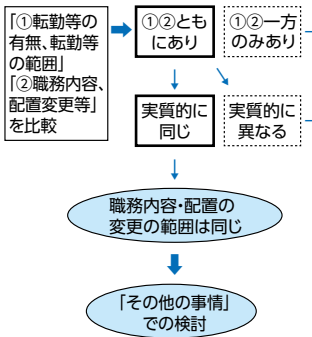 「①転勤等の
有無、転勤等
の範囲」
「②職務内容、
配置変更等」
を比較
①②とも
にあり
①②一方
のみあり
実質的に
同じ
実質的に
異なる
職務内容・配置の
変更の範囲は同じ
「その他の事情」
での検討